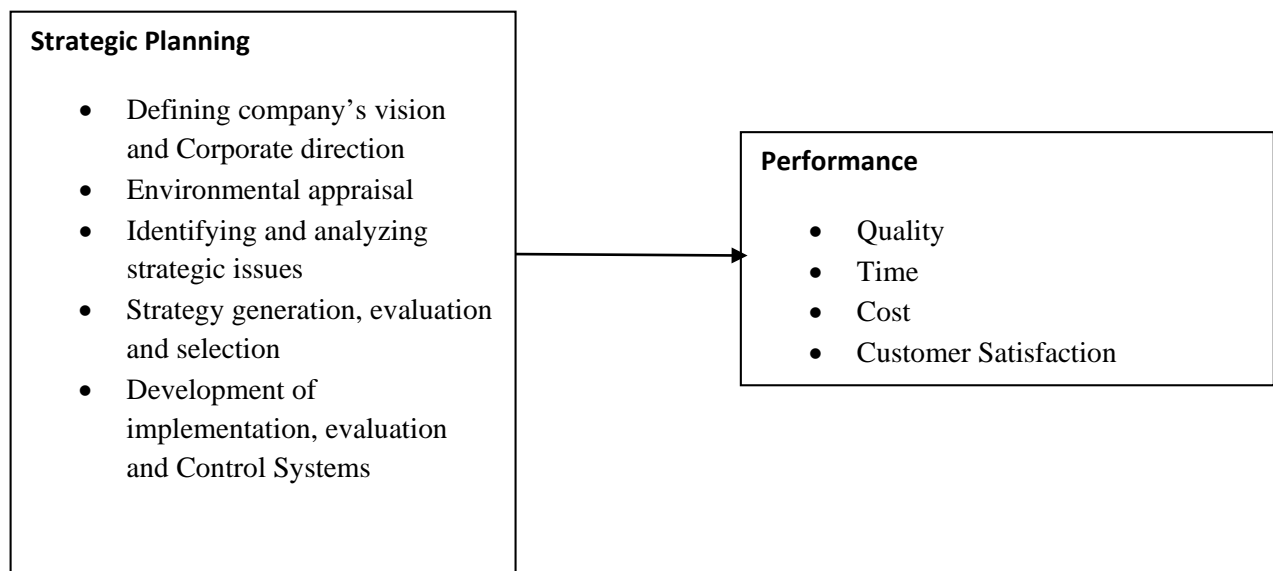 Strategic Planning
• Defining company’s vision
and Corporate direction
• Environmental appraisal
• Identifying and analyzing
strategic issues
• Strategy generation, evaluation
and selection
• Development of
implementation, evaluation
and Control Systems
Performance
• Quality
• Time
• Cost
• Customer Satisfaction